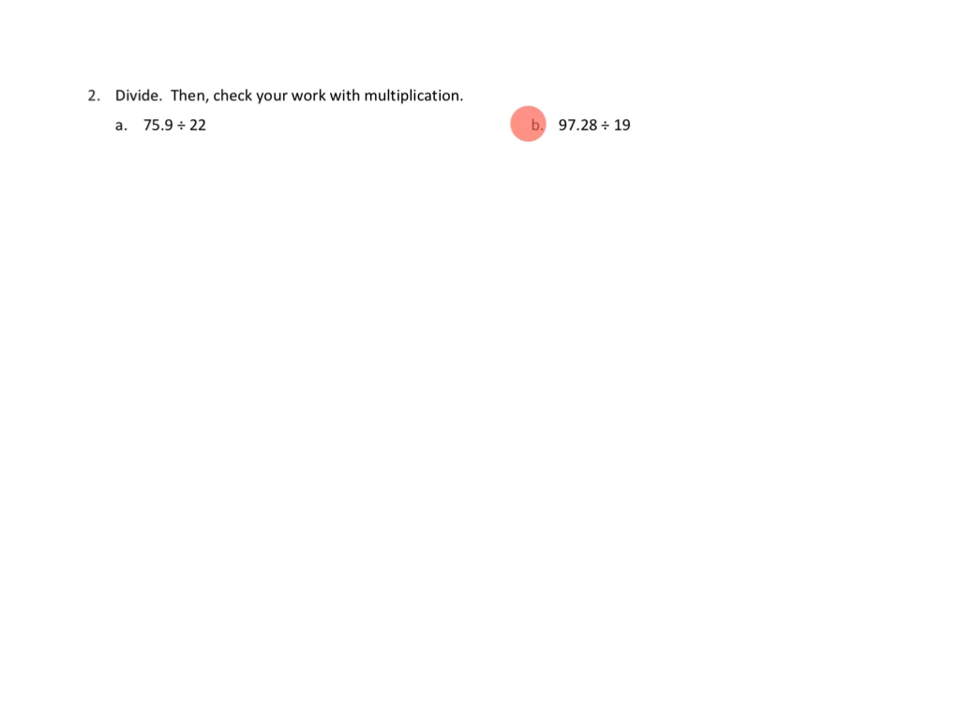 2. Divide. Then, check your work with multiplication.
a. 75.9 ÷ 22 b. 97.28 ÷ 19